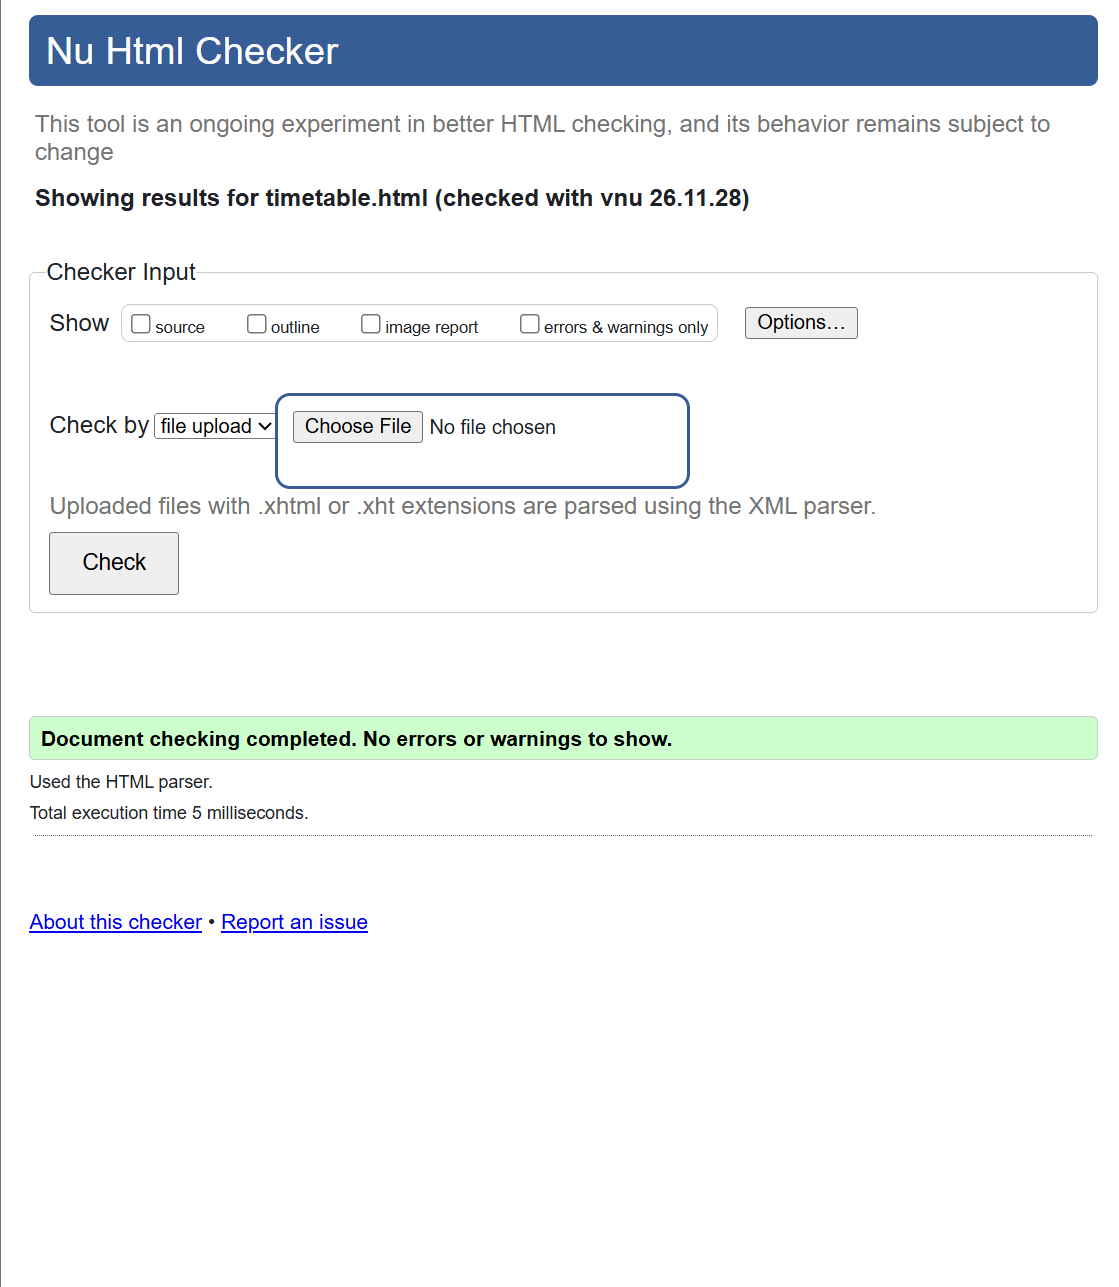 Nu Html Checker
This tool is an ongoing experiment in better HTML checking, and its behavior remains subject to
change
Showing results for timetable.html (checked with vnu 26.11.28)
Checker Input
Show source outline image report errors & warnings only Options…
Check by file upload Choose File No file chosen
Uploaded files with .xhtml or .xht extensions are parsed using the XML parser.
Check
Document checking completed. No errors or warnings to show.
Used the HTML parser.
Total execution time 5 milliseconds.
About this checker • Report an issue